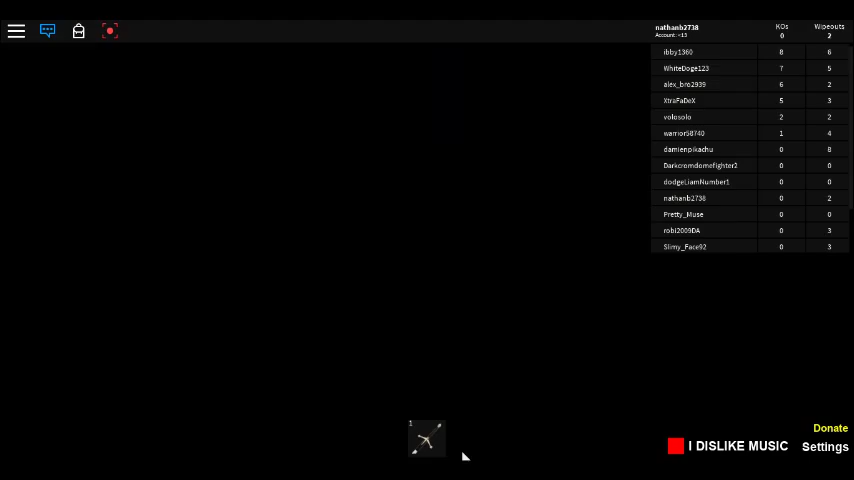 nathanb2738 KOs Wipeouts
Account: <13 0 2
ibby1360 8 6
WhiteDoge123 7 5
alex_bro2939 6 2
XtraFaDeX 5 3
volosolo 2 2
warrior58740 1 4
damienpikachu 0 8
Darkcromdomefighter2 0 0
dodgeLiamNumber1 0 0
nathanb2738 0 2
Pretty_Muse 0 0
robi2009DA 0 3
Slimy_Face92 0 3
1
Donate
I DISLIKE MUSIC Settings